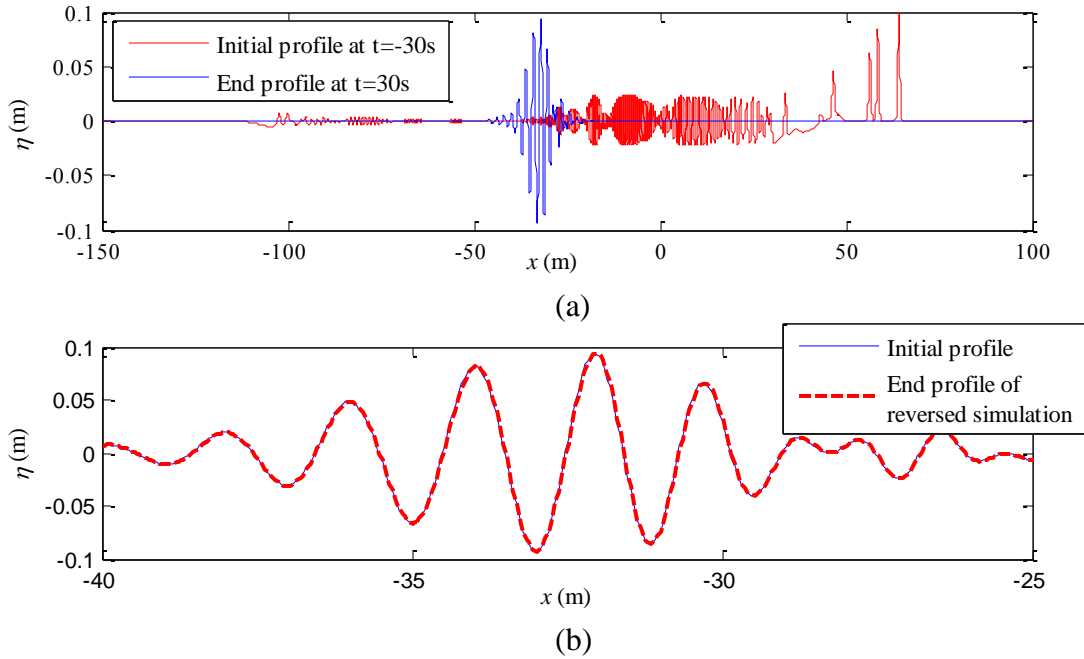 0.1
0.05
0
-0.05
-0.1
η (m)
Initial profile at t=-30s
End profile at t=30s
-150
-100
-50
0
50
100
x (m)
(a)
0.1
0.05
0
-0.05
-0.1
η (m)
Initial profile
End profile of
reversed simulation
-40
-35
-30
-25
x (m)
(b)